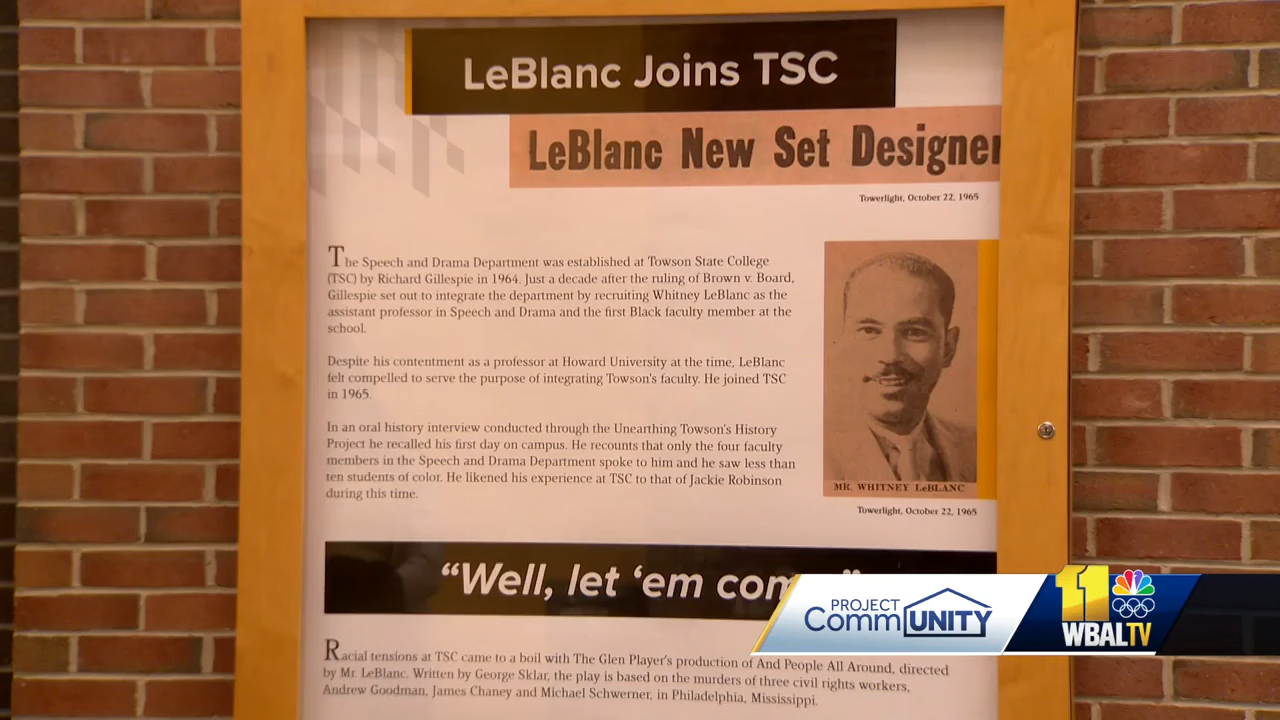 LeBlanc Joins TSC
LeBlanc New Set Designer
Towerlight, October 22, 1965
The Speech and Drama Department was established at Towson State College
(TSC) by Richard Gillespie in 1964. Just a decade after the ruling of Brown v. Board,
Gillespie set out to integrate the department by recruiting Whitney LeBlanc as the
assistant professor in Speech and Drama and the first Black faculty member at the
school.
Despite his contentment as a professor at Howard University at the time, LeBlanc
felt compelled to serve the purpose of integrating Towson's faculty. He joined TSC
in 1965.
In an oral history interview conducted through the Unearthing Towson's History
Project he recalled his first day on campus. He recounts that only the four faculty
members in the Speech and Drama Department spoke to him and he saw less than
ten students of color. He likened his experience at TSC to that of Jackie Robinson
during this time.
MR. WHITNEY LeBLANC
Towerlight, October 22, 1965
"Well, let 'em
Racial tensions at TSC came to a boil with The Glen Player's production of And People All Around, directed
by Mr. LeBlanc. Written by George Sklar, the play is based on the murders of three civil rights workers,
Andrew Goodman, James Chaney and Michael Schwerner, in Philadelphia, Mississippi.
PROJECT
CommUNITY
11
WBALTV